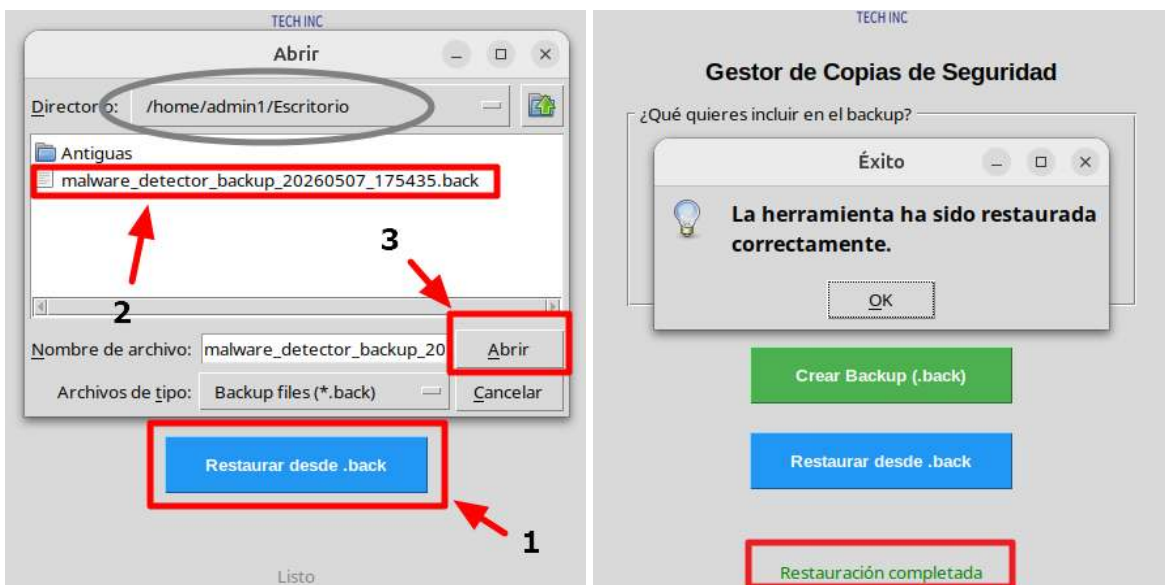 TECH INC
Abrir
Directorio: /home/admin1/Escritorio
Antiguas
malware_detector_backup_20260507_175435.back
3
2
Nombre de archivo: malware_detector_backup_20 Abrir
Archivos de tipo: Backup files (*.back) Cancelar
Restaurar desde .back
1
Listo
TECH INC
Gestor de Copias de Seguridad
¿Qué quieres incluir en el backup?
Éxito
La herramienta ha sido restaurada
correctamente.
OK
Crear Backup (.back)
Restaurar desde .back
Restauración completada